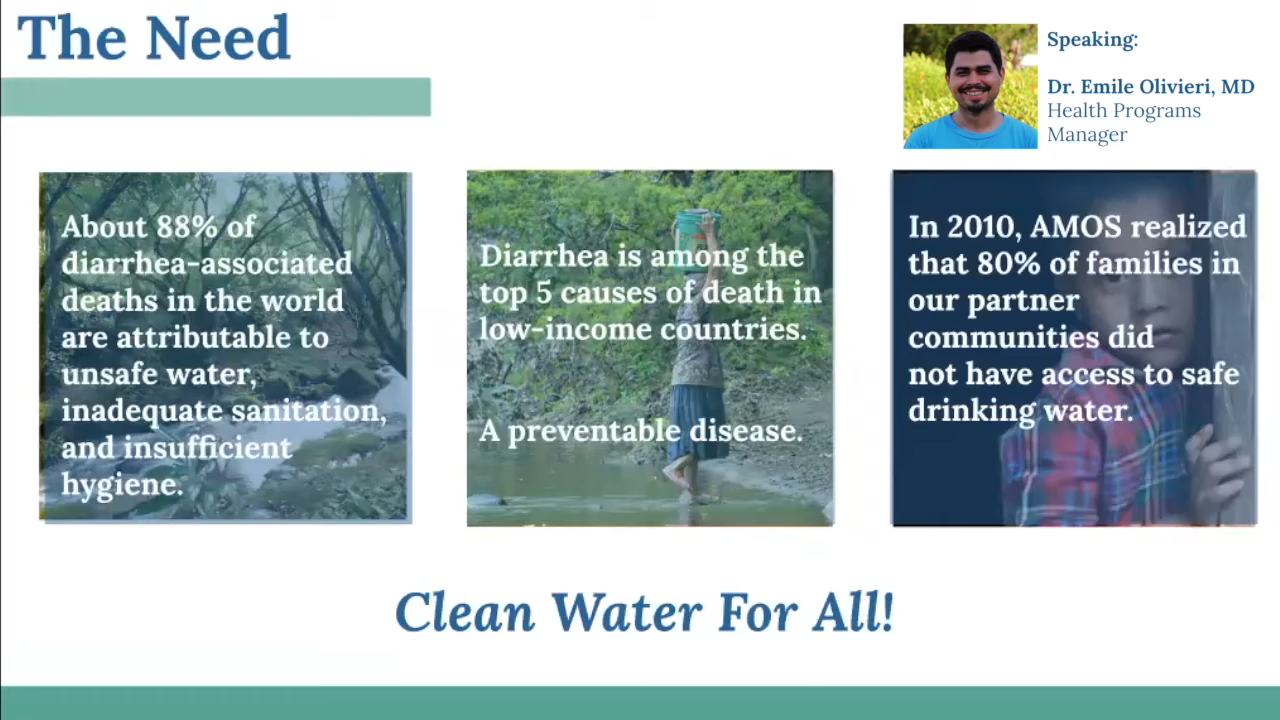 The Need
Speaking:
Dr. Emile Olivieri, MD
Health Programs
Manager
About 88% of
diarrhea-associated
deaths in the world
are attributable to
unsafe water,
inadequate sanitation,
and insufficient
hygiene.
Diarrhea is among the
top 5 causes of death in
low-income countries.
A preventable disease.
In 2010, AMOS realized
that 80% of families in
our partner
communities did
not have access to safe
drinking water.
Clean Water For All!